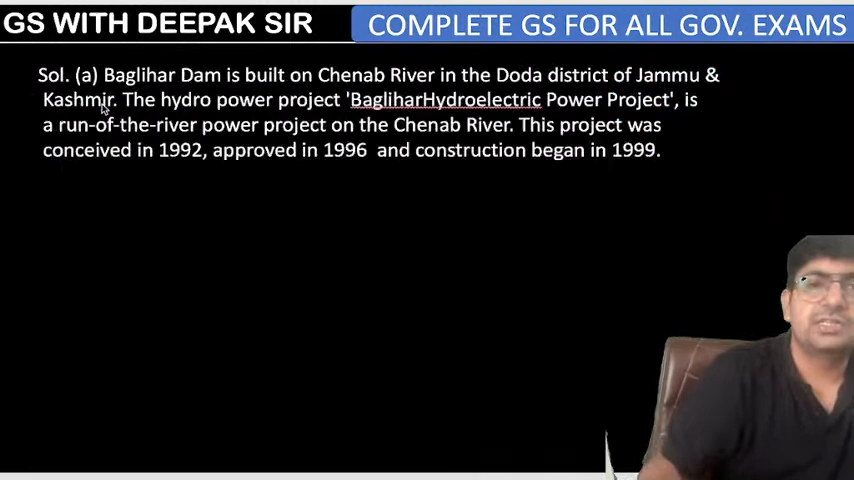 GS WITH DEEPAK SIR
COMPLETE GS FOR ALL GOV. EXAMS
Sol. (a) Baglihar Dam is built on Chenab River in the Doda district of Jammu &
Kashmir. The hydro power project 'BagliharHydroelectric Power Project', is
a run-of-the-river power project on the Chenab River. This project was
conceived in 1992, approved in 1996 and construction began in 1999.